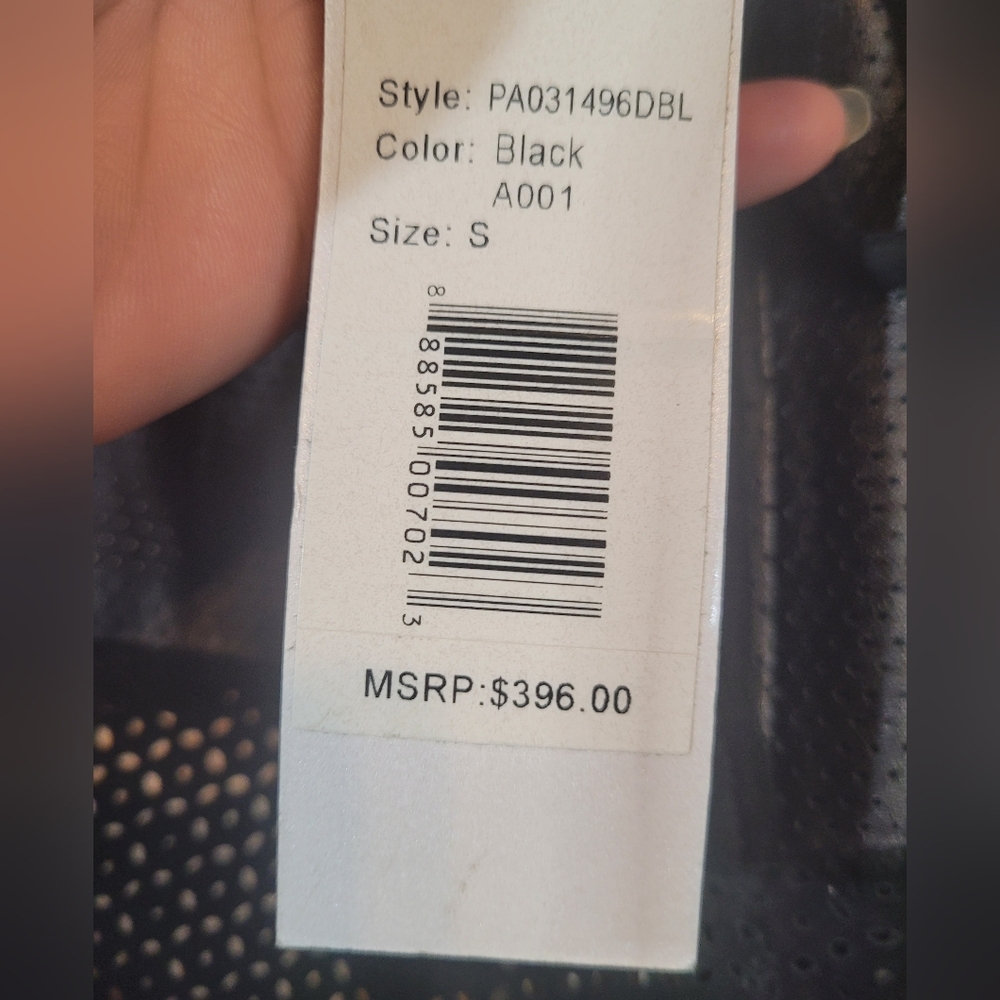 Style: PA031496DBL
Color: Black
A001
Size: S
8 88585 00702 3
MSRP:$396.00